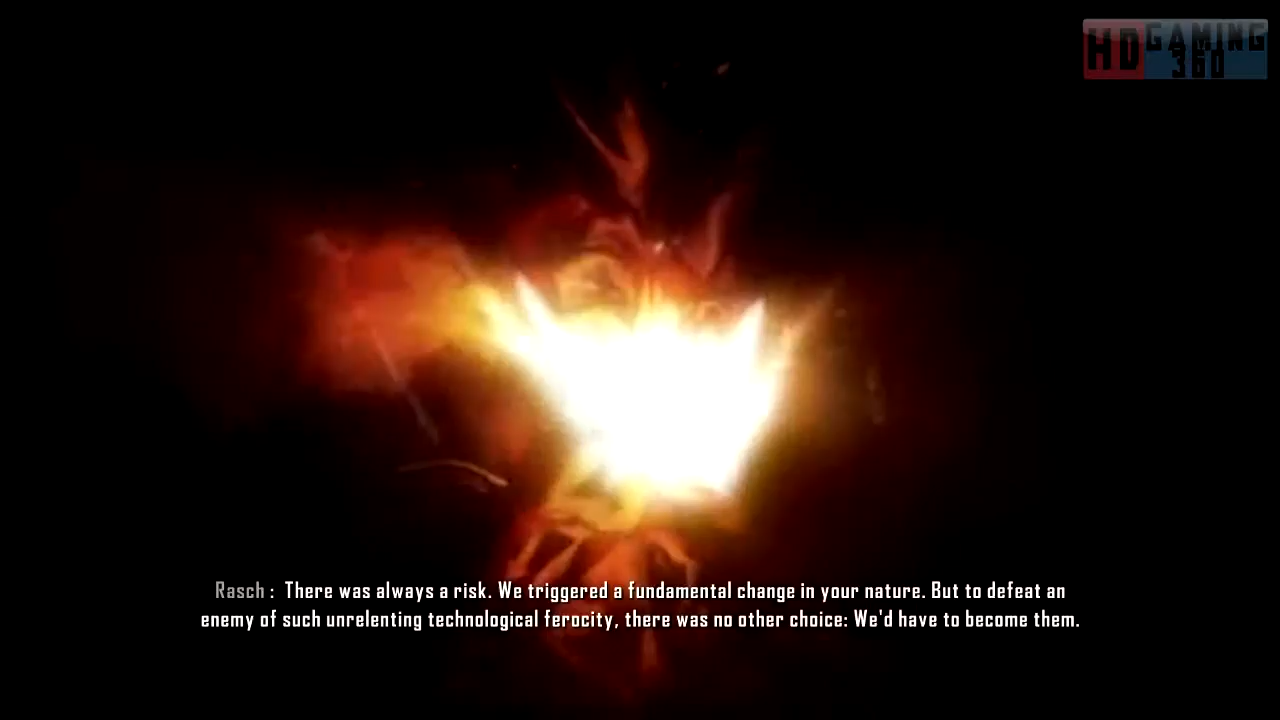 HD GAMING
360
Rasch : There was always a risk. We triggered a fundamental change in your nature. But to defeat an
enemy of such unrelenting technological ferocity, there was no other choice: We'd have to become them.